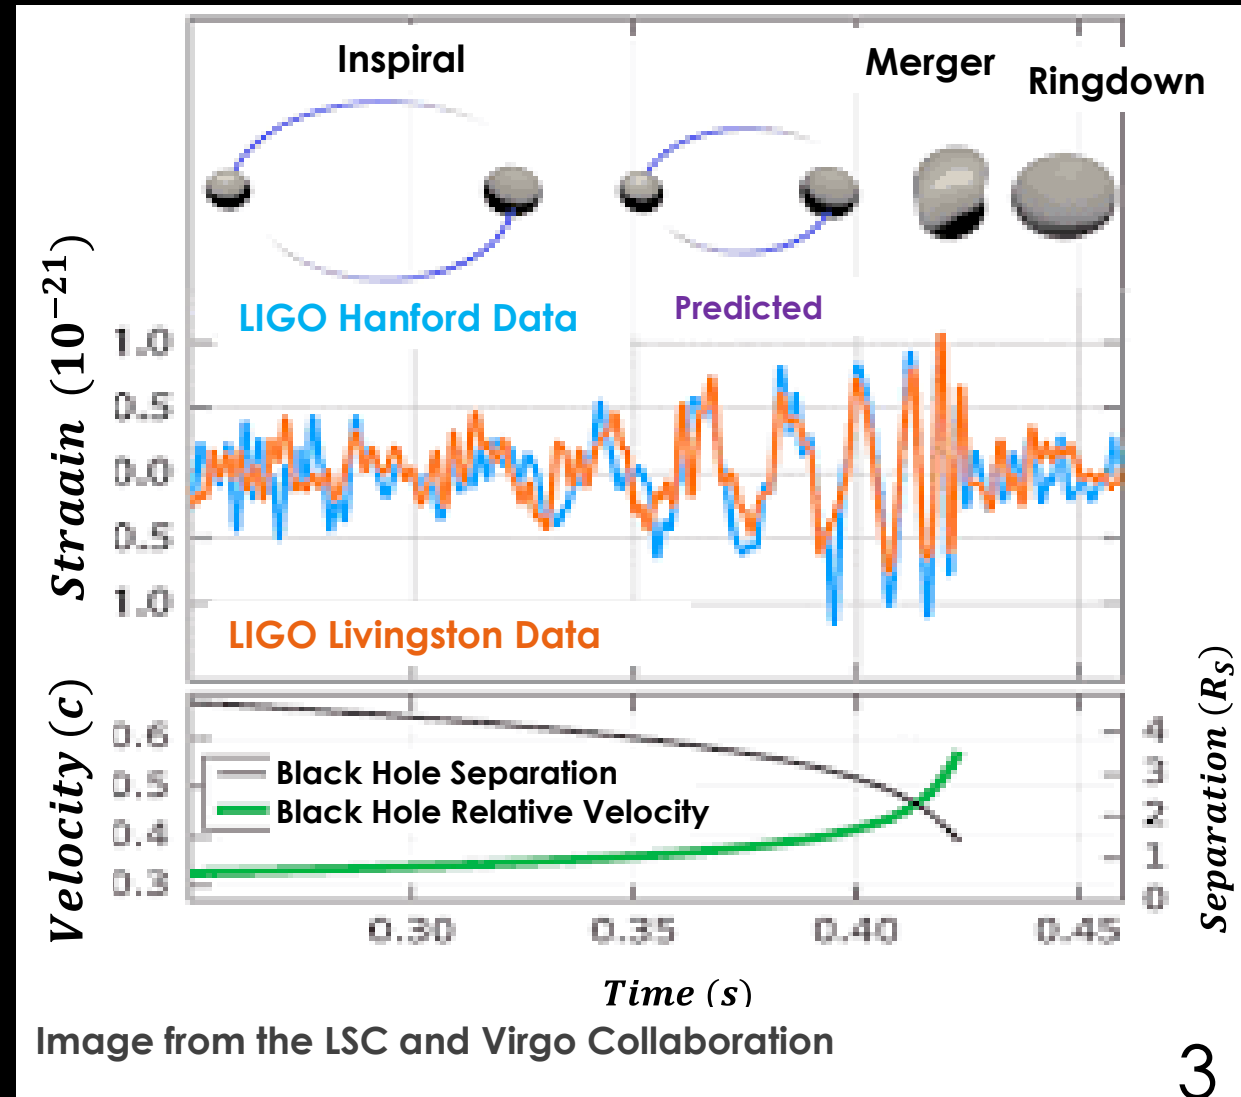 Inspiral
Merger
Ringdown
LIGO Hanford Data
Predicted
Straain (10⁻²¹)
1.0
0.5
0.0
0.5
1.0
LIGO Livingston Data
Velocity (c)
0.6
0.5
0.4
0.3
Black Hole Separation
Black Hole Relative Velocity
4
3
2
1
0
Separation (R_S)
0.30 0.35 0.40 0.45
Time (s)
Image from the LSC and Virgo Collaboration
3